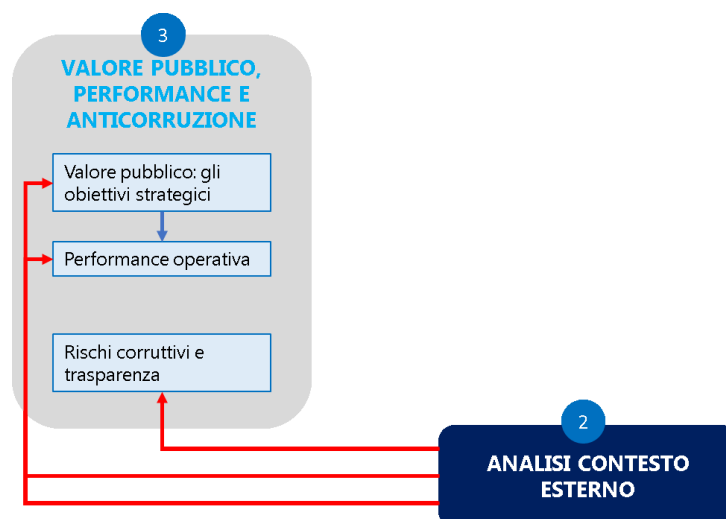 3
VALORE PUBBLICO,
PERFORMANCE E
ANTICORRUZIONE
Valore pubblico: gli
obiettivi strategici
Performance operativa
Rischi corruttivi e
trasparenza
2
ANALISI CONTESTO
ESTERNO